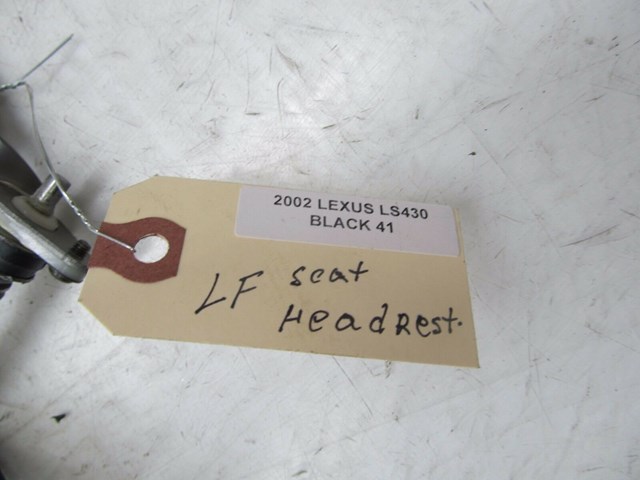 2002 LEXUS LS430
BLACK 41
LF seat
HeadRest.